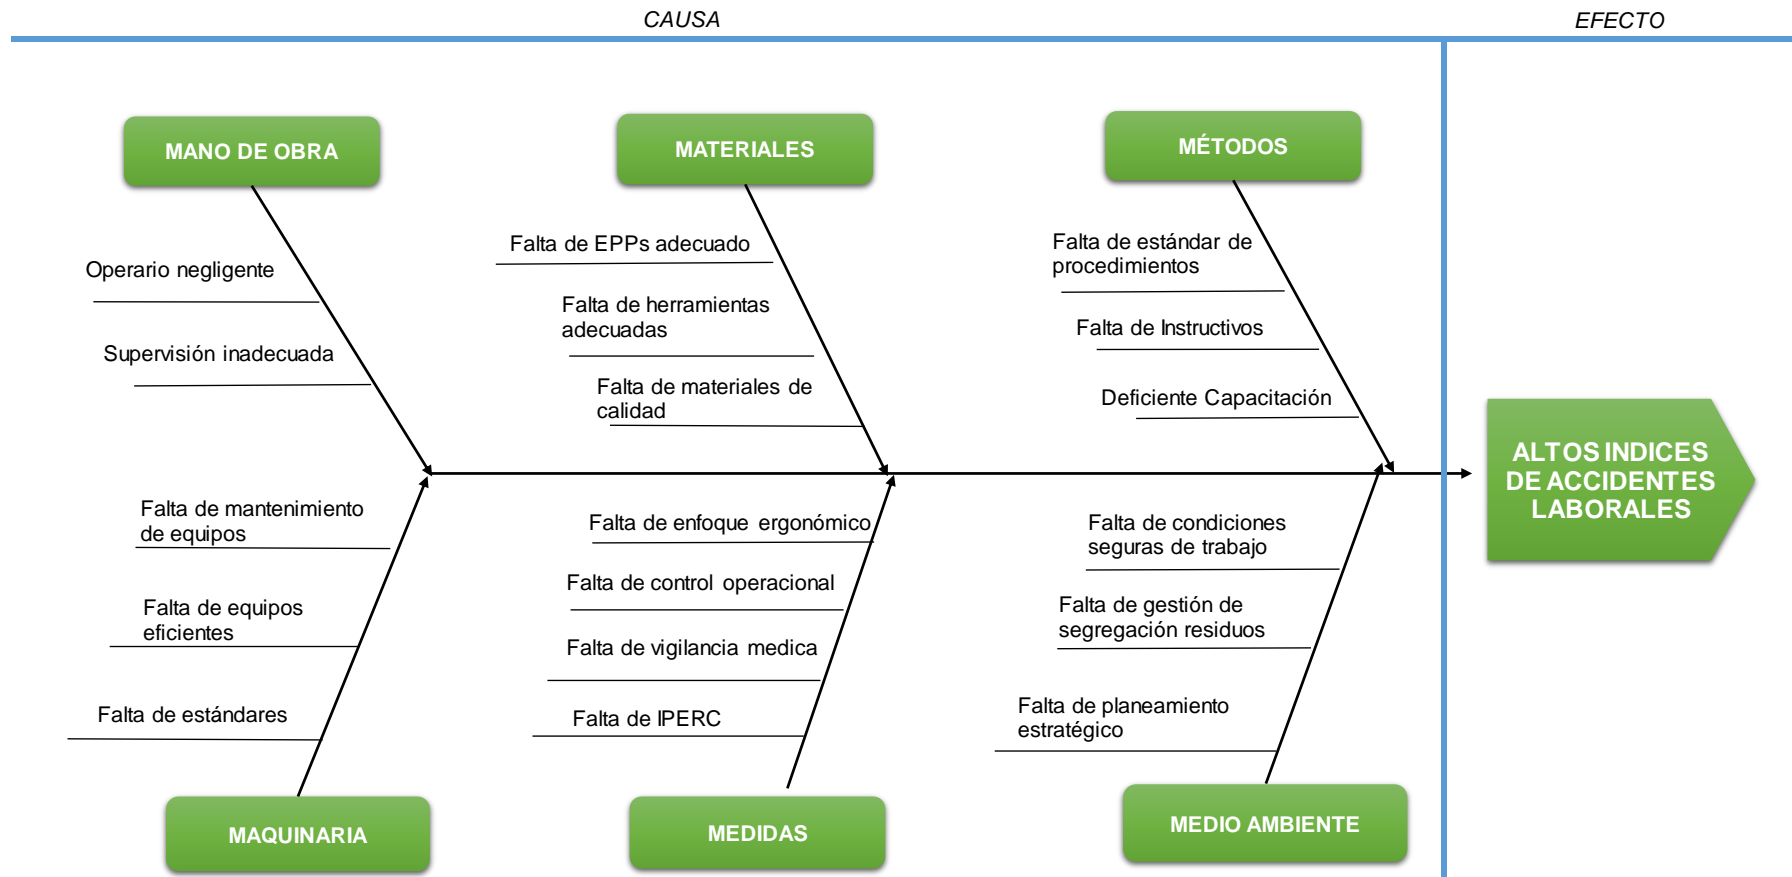 CAUSA
EFECTO
MANO DE OBRA
MATERIALES
MÉTODOS
Operario negligente
Supervisión inadecuada
Falta de EPPs adecuado
Falta de herramientas
adecuadas
Falta de materiales de
calidad
Falta de estándar de
procedimientos
Falta de Instructivos
Deficiente Capacitación
ALTOS INDICES
DE ACCIDENTES
LABORALES
Falta de mantenimiento
de equipos
Falta de equipos
eficientes
Falta de estándares
Falta de enfoque ergonómico
Falta de control operacional
Falta de vigilancia medica
Falta de IPERC
Falta de condiciones
seguras de trabajo
Falta de gestión de
segregación residuos
Falta de planeamiento
estratégico
MAQUINARIA
MEDIDAS
MEDIO AMBIENTE